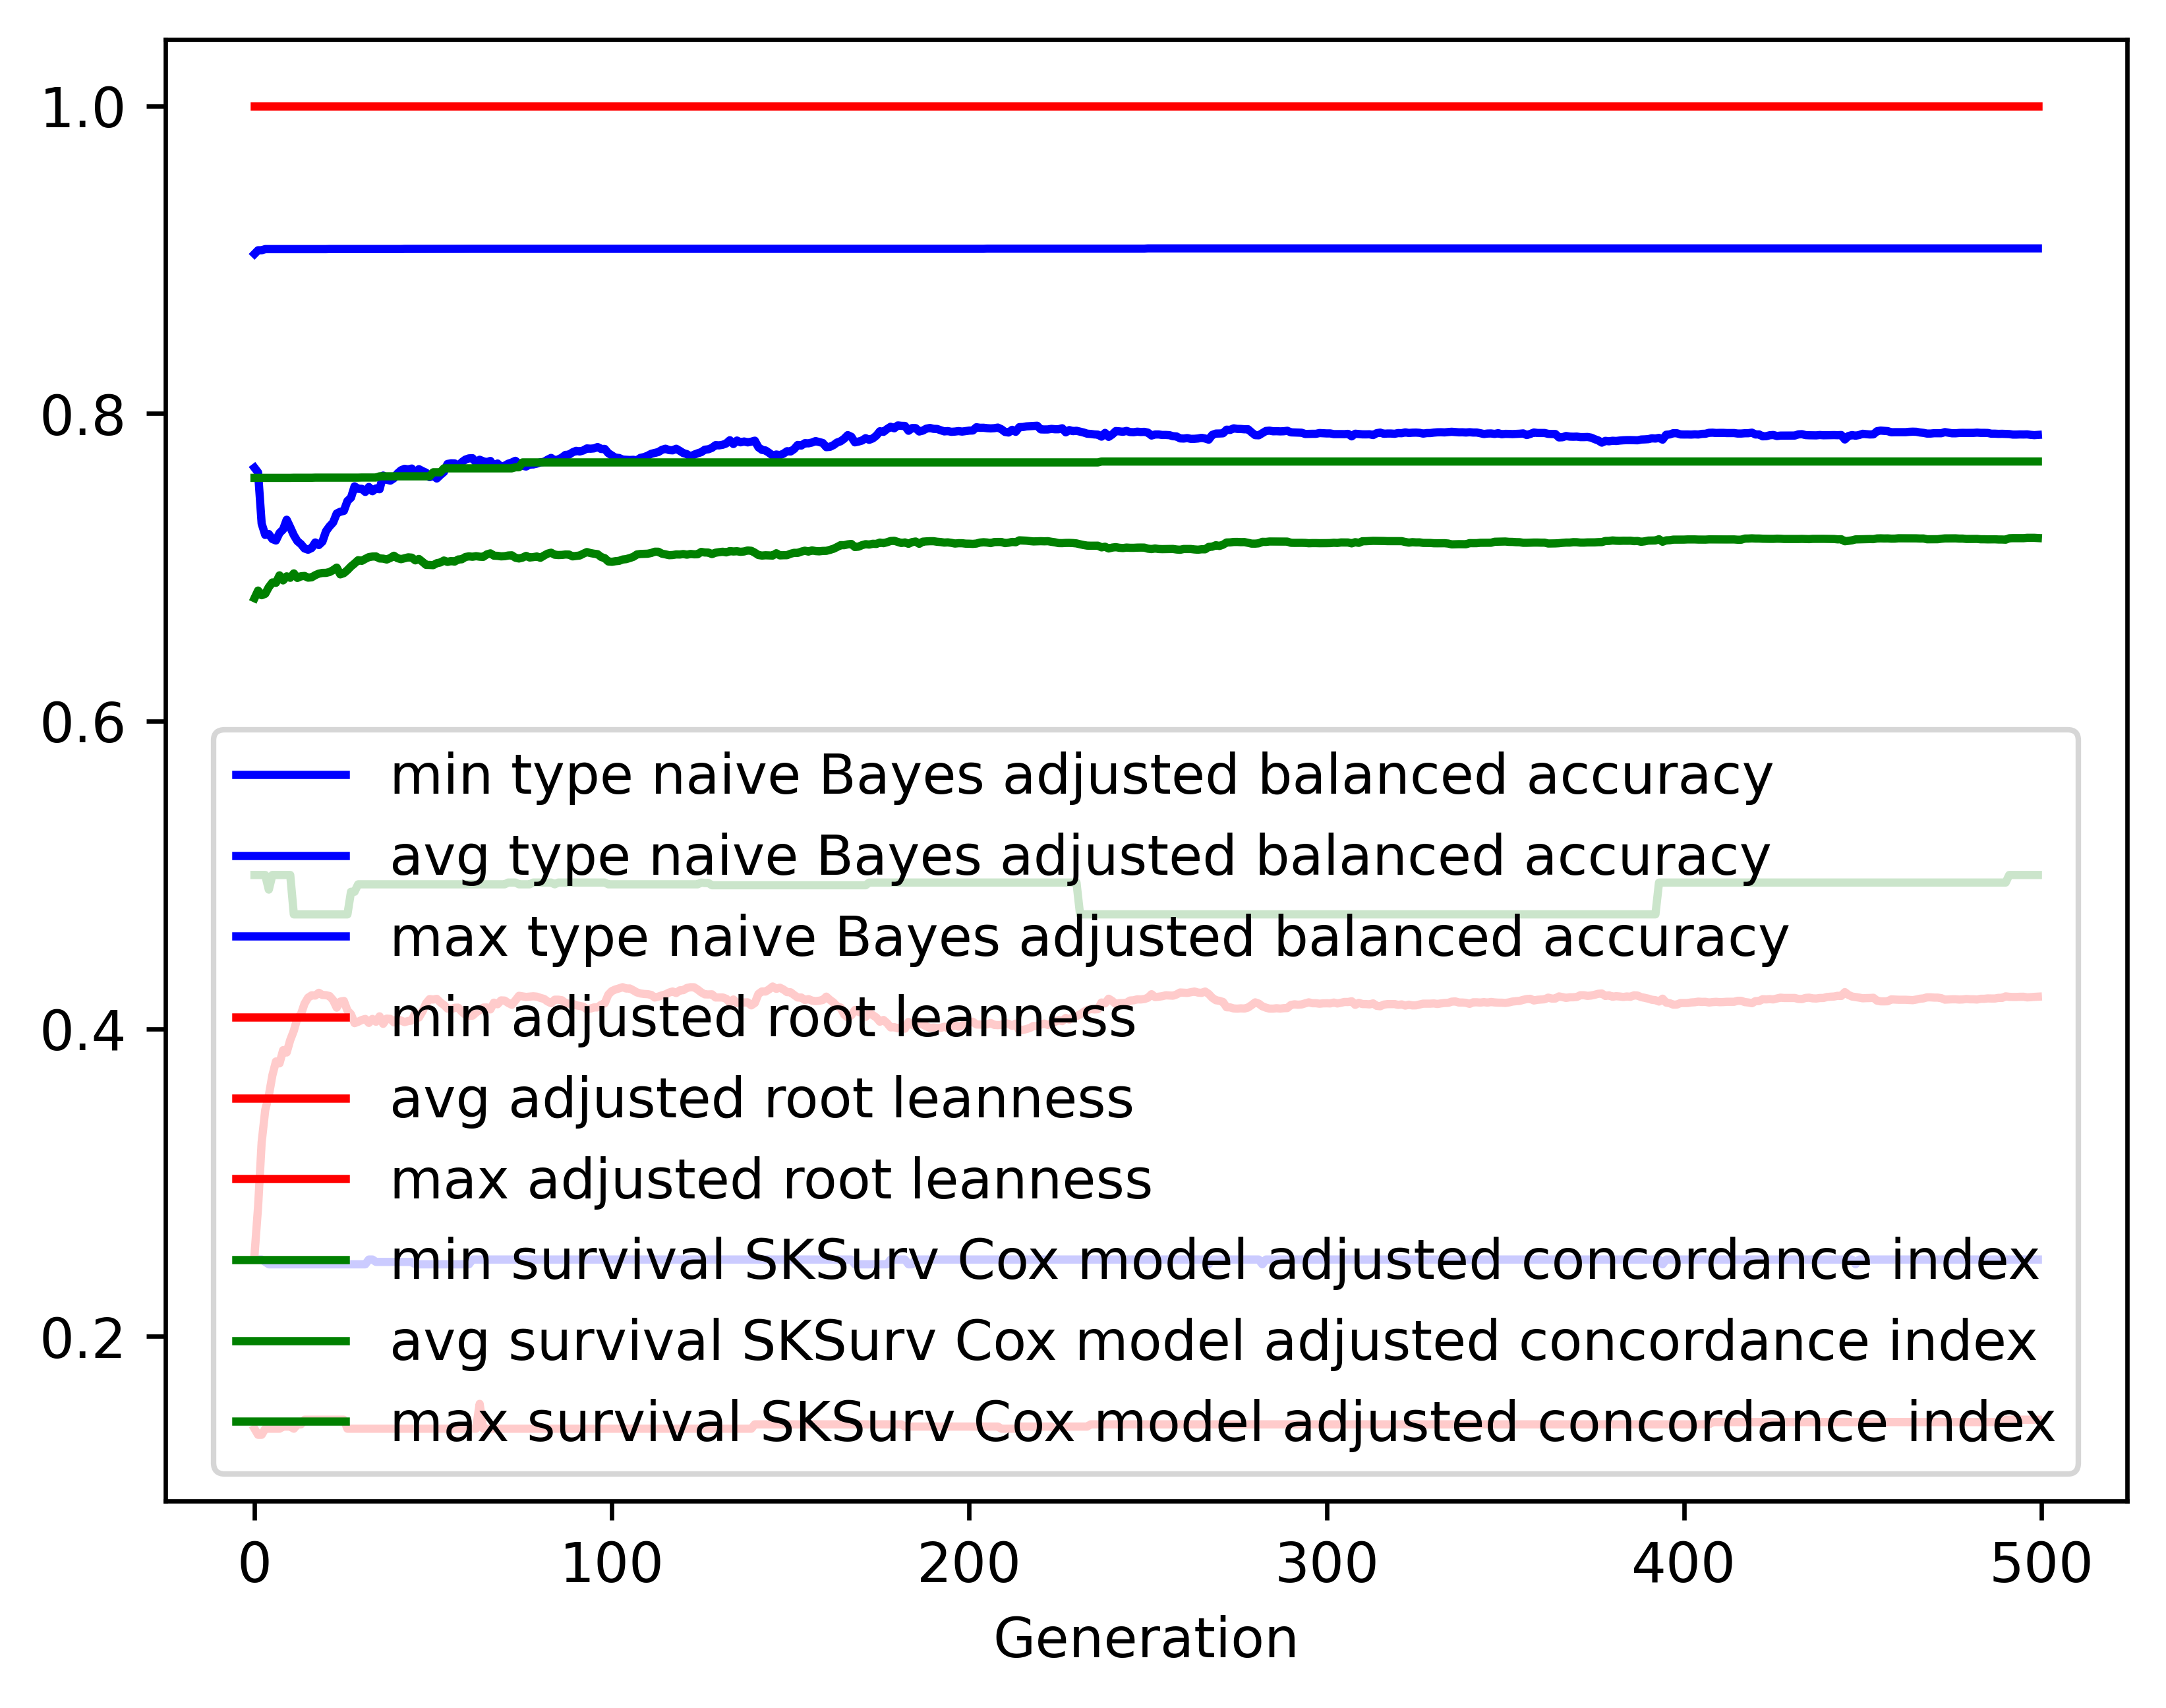 1.0
0.8
0.6
0.4
0.2
min type naive Bayes adjusted balanced accuracy
avg type naive Bayes adjusted balanced accuracy
max type naive Bayes adjusted balanced accuracy
min adjusted root leanness
avg adjusted root leanness
max adjusted root leanness
min survival SKSurv Cox model adjusted concordance index
avg survival SKSurv Cox model adjusted concordance index
max survival SKSurv Cox model adjusted concordance index
0 100 200 300 400 500
Generation